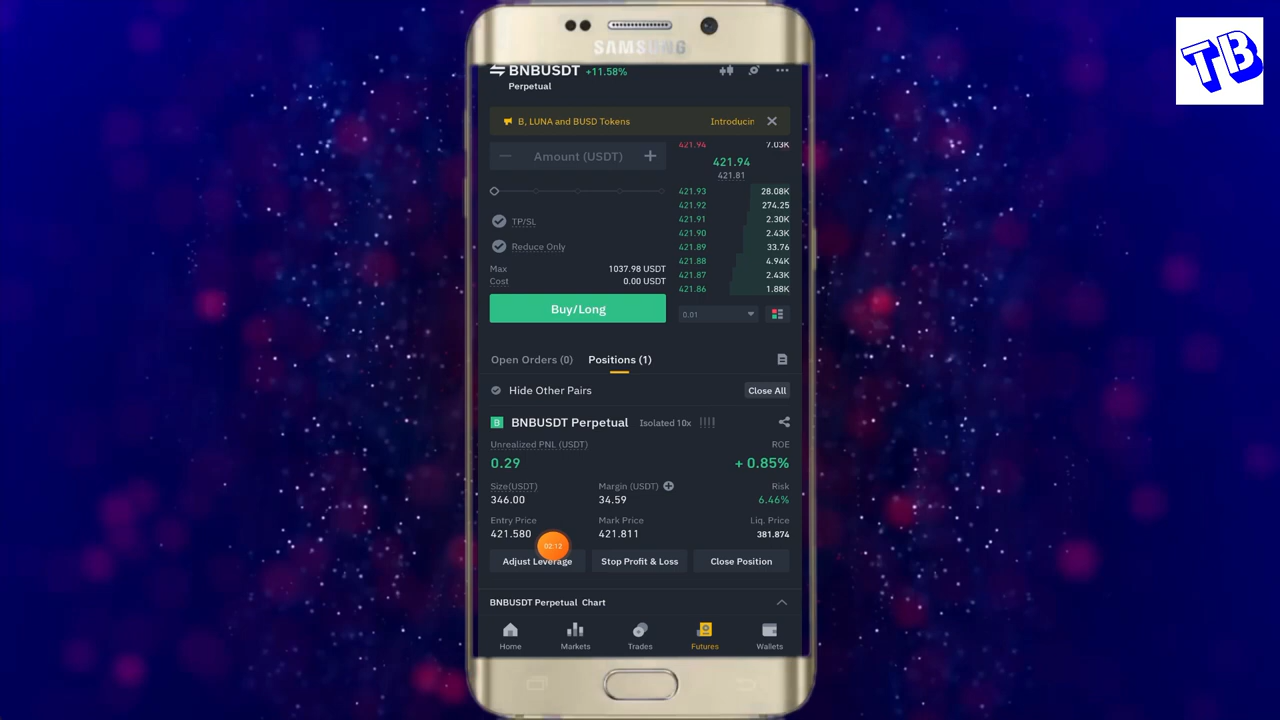 SAMSUNG
TB
BNBUSDT +11.58%
Perpetual
B, LUNA and BUSD Tokens Introducin
Amount (USDT)
421.94 7.03K
421.94
421.81
421.93 28.08K
421.92 274.25
421.91 2.30K
421.90 2.43K
421.89 33.76
421.88 4.94K
421.87 2.43K
421.86 1.88K
TP/SL
Reduce Only
Max 1037.98 USDT
Cost 0.00 USDT
Buy/Long
0.01
Open Orders (0) Positions (1)
Hide Other Pairs Close All
B BNBUSDT Perpetual Isolated 10x !!!!
Unrealized PNL (USDT) ROE
0.29 + 0.85%
Size(USDT) Margin (USDT) Risk
346.00 34.59 6.46%
Entry Price Mark Price Liq. Price
421.580 421.811 381.874
02:12
Adjust Leverage Stop Profit & Loss Close Position
BNBUSDT Perpetual Chart
Home Markets Trades Futures Wallets